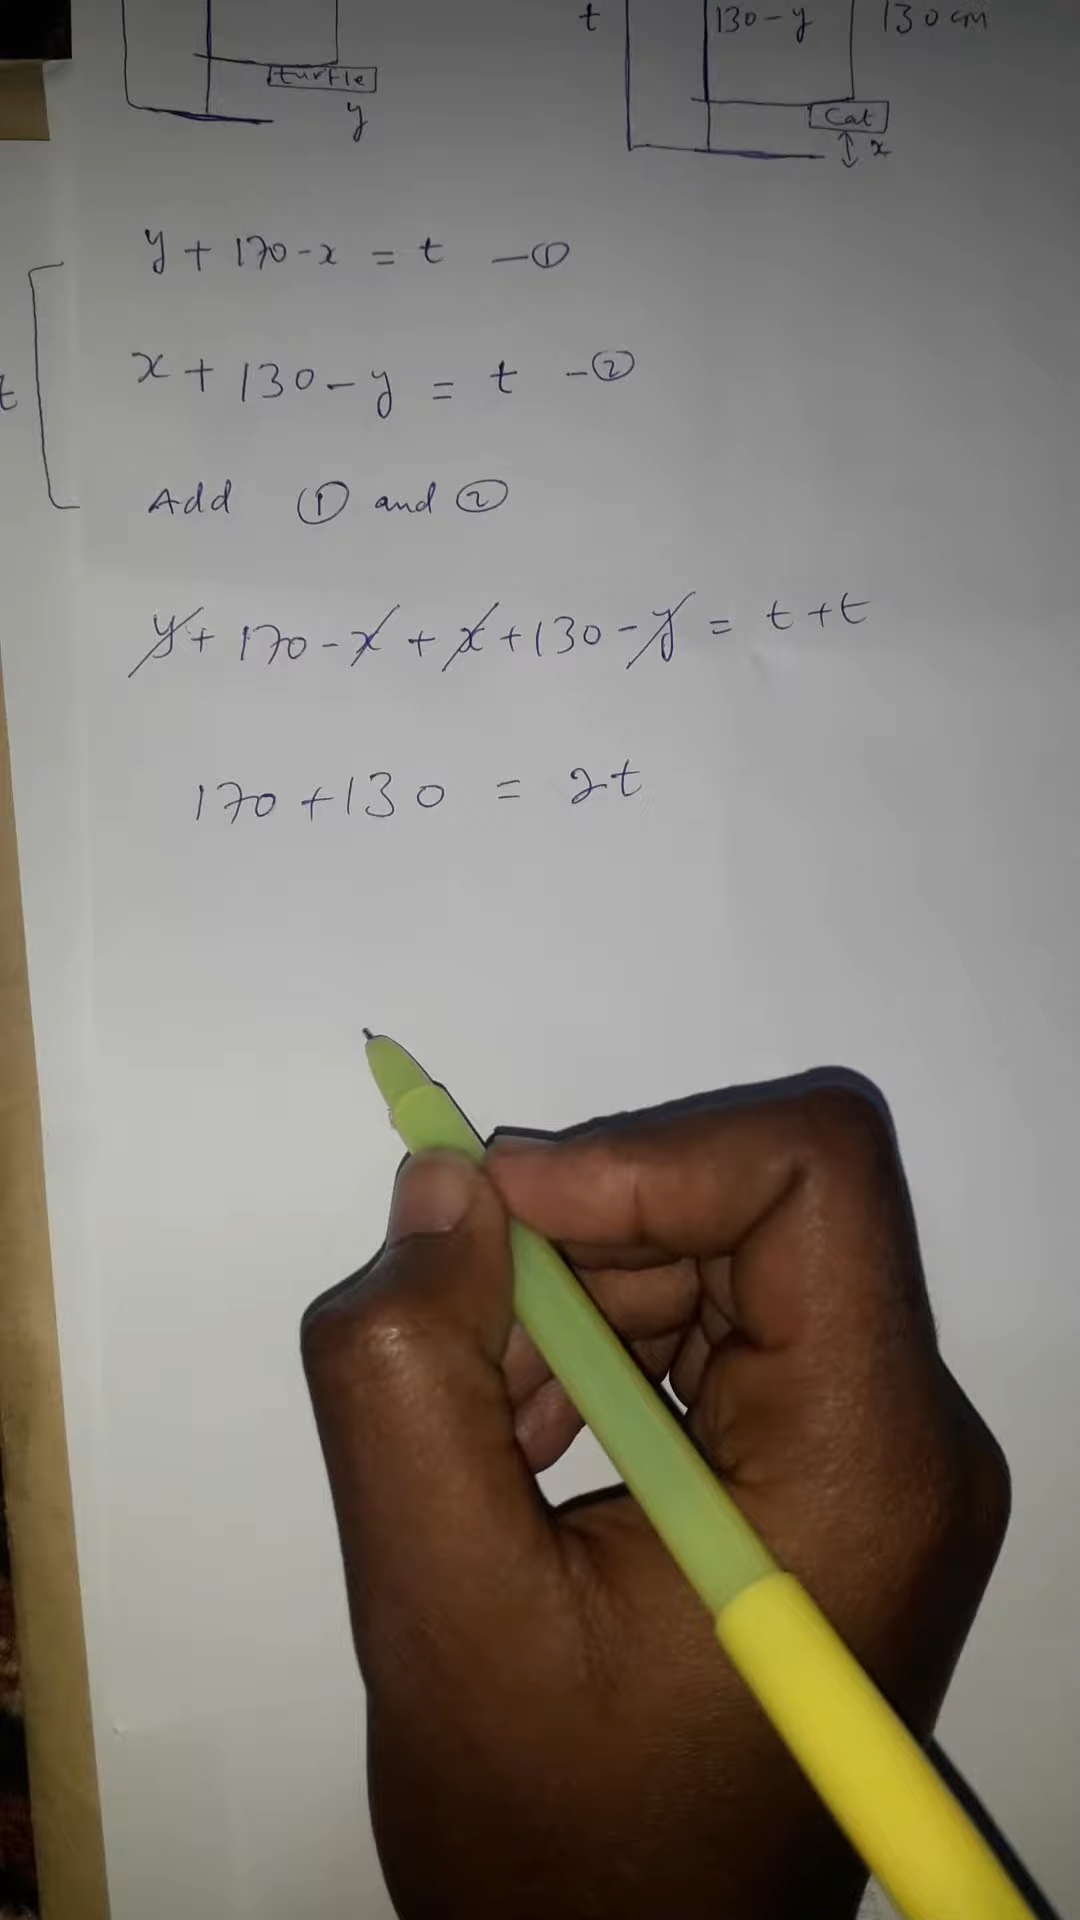 t 130-y 130 cm
turtle
y
Cat
x
y + 170-x = t — ①
x + 130-y = t - ②
t
Add ① and ②
y + 170 - x + x + 130 - y = t + t
170 + 130 = 2t